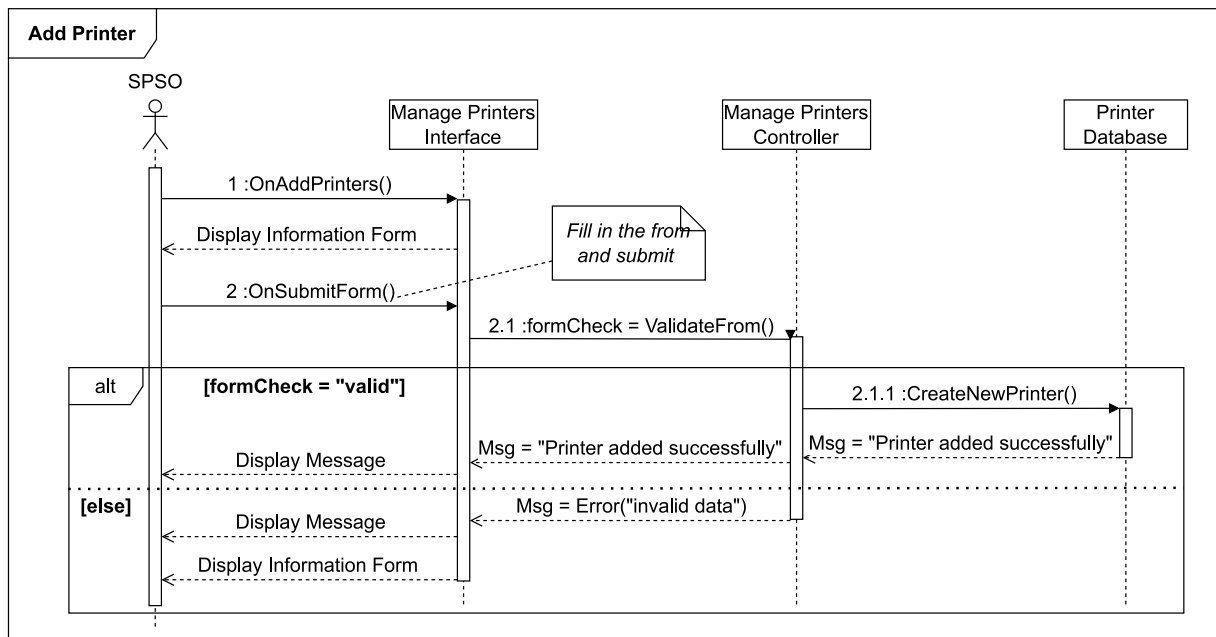 Add Printer
SPSO
Manage Printers
Interface
Manage Printers
Controller
Printer
Database
1 :OnAddPrinters()
Display Information Form
Fill in the from
and submit
2 :OnSubmitForm()
2.1 :formCheck = ValidateFrom()
alt
[formCheck = "valid"]
2.1.1 :CreateNewPrinter()
Msg = "Printer added successfully"
Msg = "Printer added successfully"
Display Message
[else]
Msg = Error("invalid data")
Display Message
Display Information Form